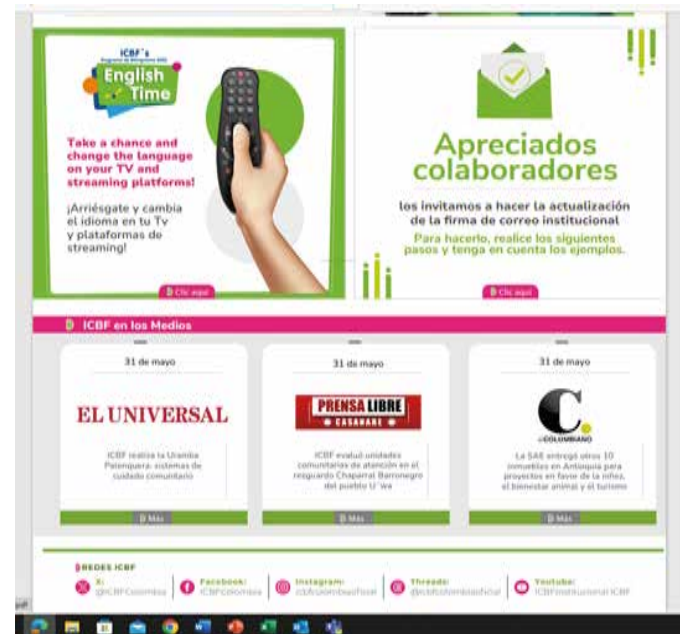 ICBF´s
English
Time
Take a chance and
change the language
on your TV and
streaming platforms!
¡Arriésgate y cambia
el idioma en tu Tv
y plataformas de
streaming!
Clic aquí
Apreciados
colaboradores
los invitamos a hacer la actualización
de la firma de correo institucional
Para hacerlo, realice los siguientes
pasos y tenga en cuenta los ejemplos.
Clic aquí
ICBF en los Medios
31 de mayo
EL UNIVERSAL
ICBF realiza la Uramba
Palenquera: sistemas de
cuidado comunitario
Más
31 de mayo
PRENSA LIBRE
CASANARE
ICBF evaluó unidades
comunitarias de atención en el
resguardo Chaparral Barronegro
del pueblo U´wa
Más
31 de mayo
C.
elCOLOMBIANO
La SAE entregó otros 10
inmuebles en Antioquia para
proyectos en favor de la niñez,
el bienestar animal y el turismo
Más
REDES ICBF
X:
@ICBFColombia
Facebook:
ICBFColombia
Instagram:
icbfcolombiaoficial
Threads:
@icbfcolombiaoficial
Youtube:
ICBFInstitucional ICBF